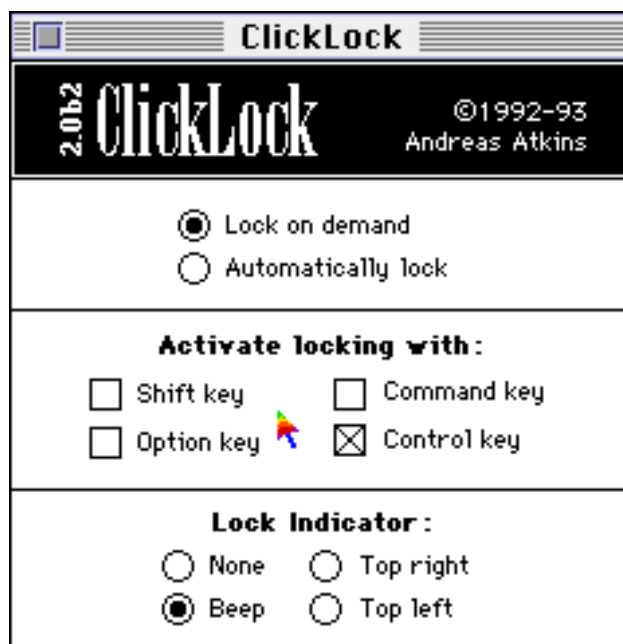 ClickLock
2.0b2 ClickLock ©1992-93
Andreas Atkins
Lock on demand
Automatically lock
Activate locking with:
Shift key Command key
Option key Control key
Lock Indicator:
None Top right
Beep Top left